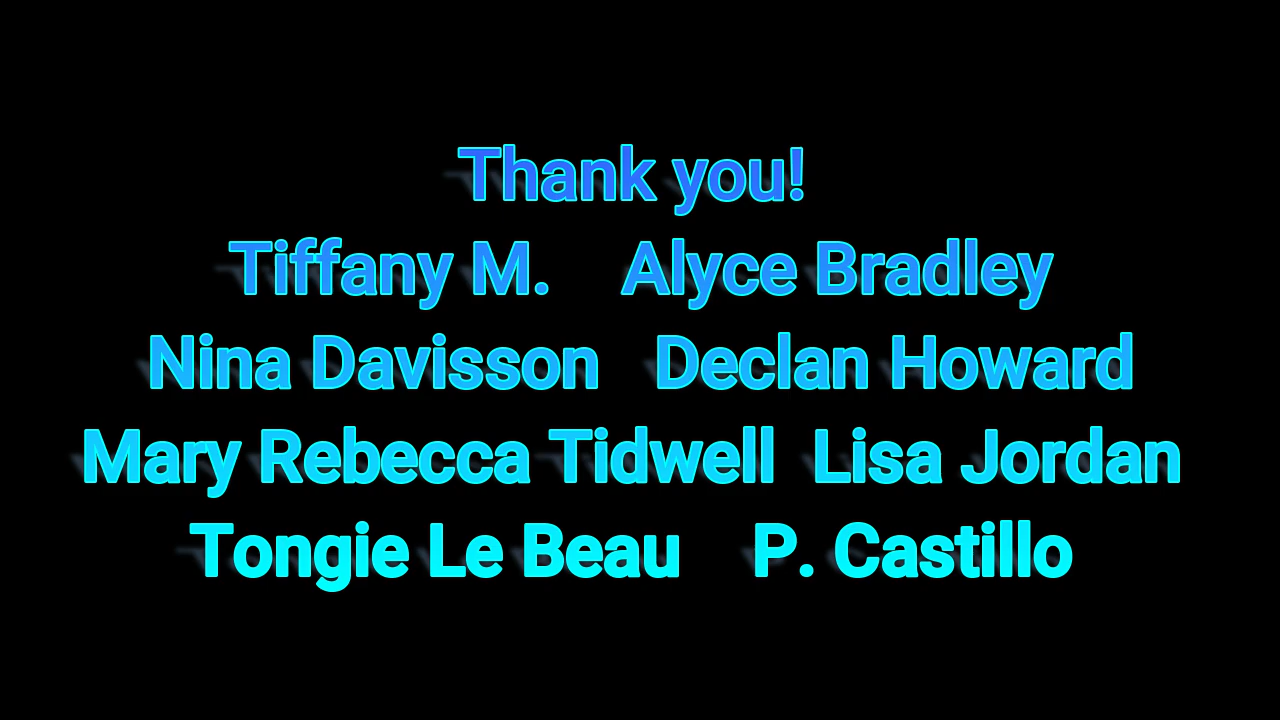 Thank you!
Tiffany M. Alyce Bradley
Nina Davisson Declan Howard
Mary Rebecca Tidwell Lisa Jordan
Tongie Le Beau P. Castillo